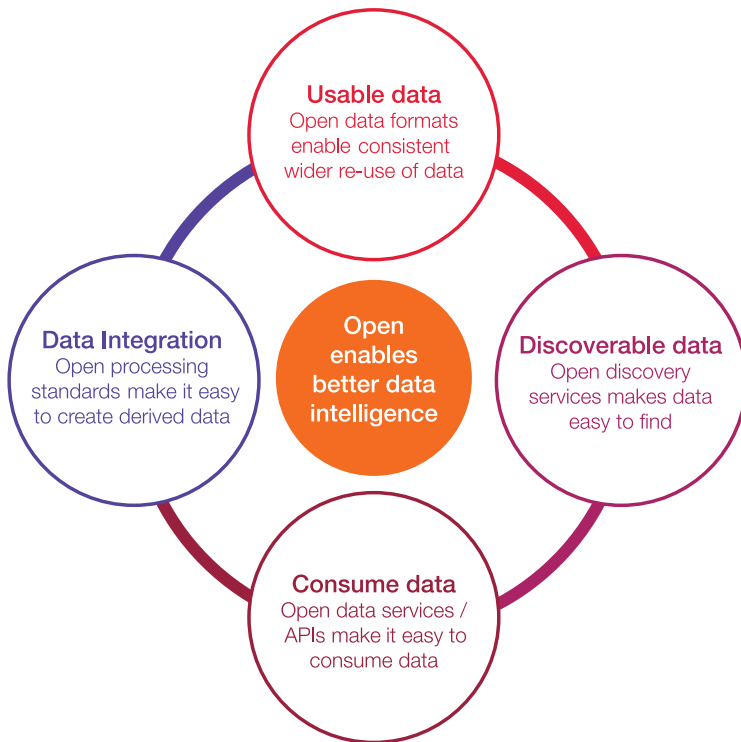 Usable data
Open data formats
enable consistent
wider re-use of data
Data Integration
Open processing
standards make it easy
to create derived data
Open
enables
better data
intelligence
Discoverable data
Open discovery
services makes data
easy to find
Consume data
Open data services /
APIs make it easy to
consume data